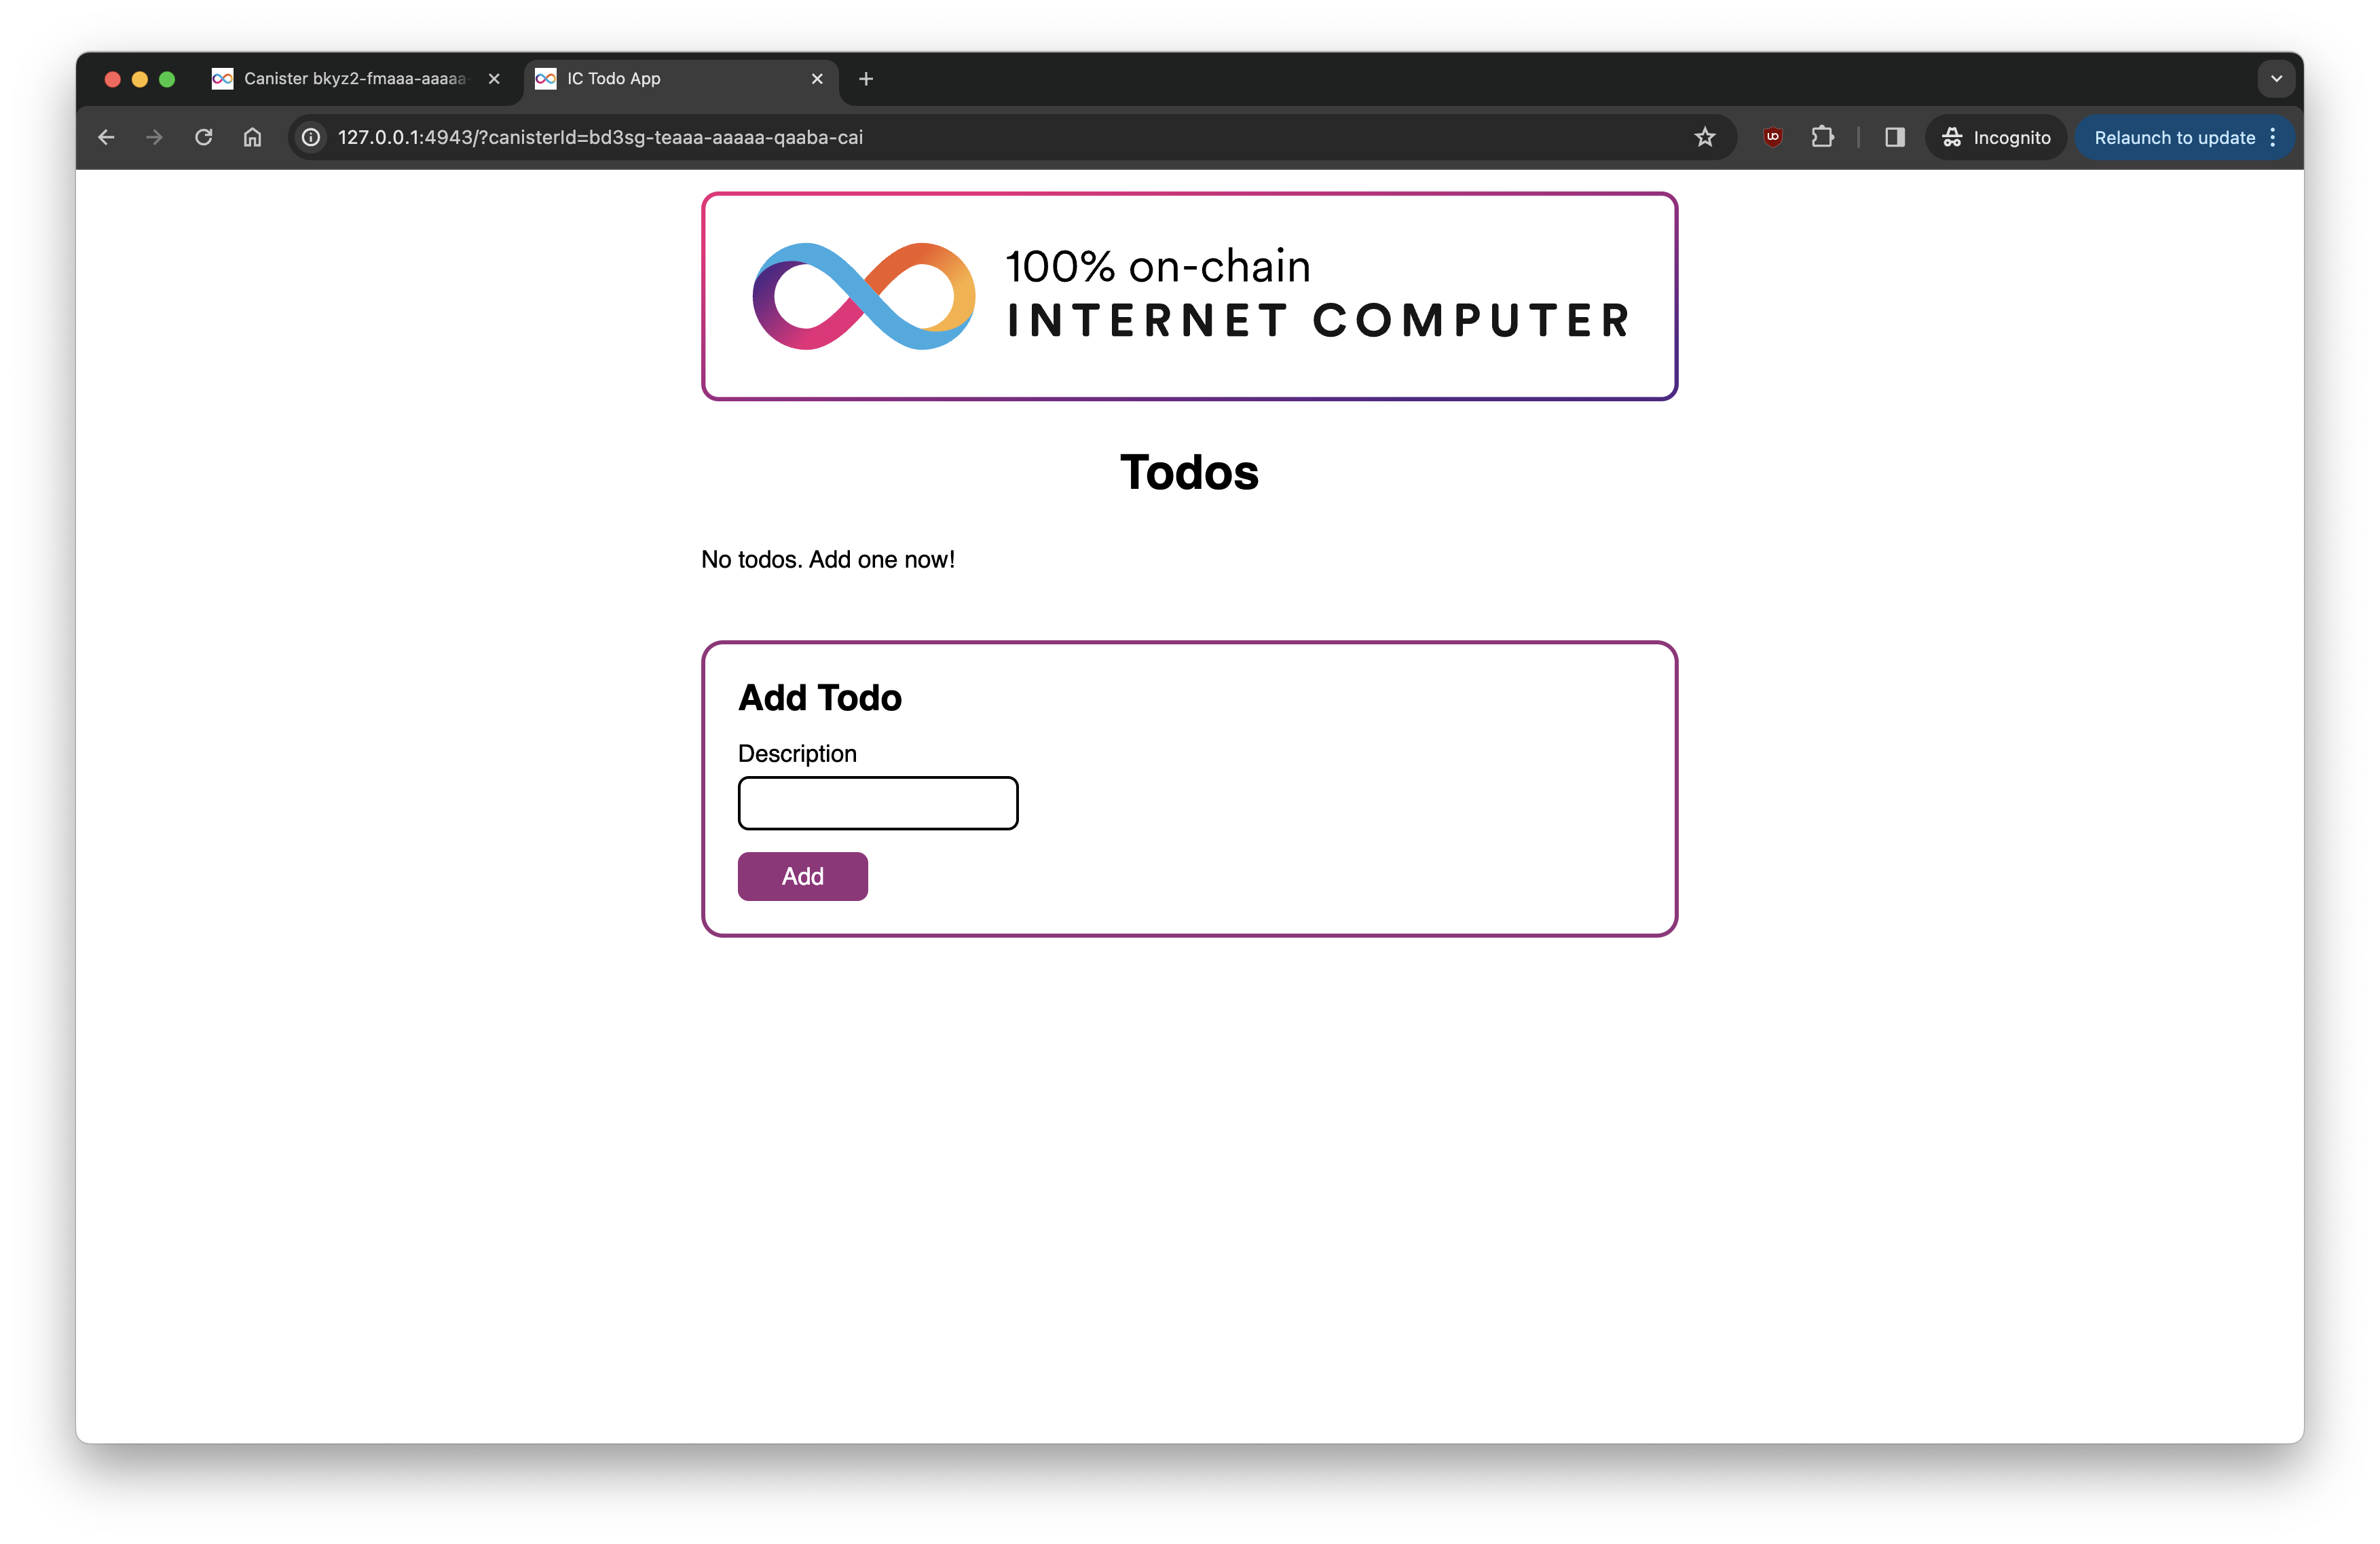 Canister bkyz2-fmaaa-aaaaa-
IC Todo App
127.0.0.1:4943/?canisterId=bd3sg-teaaa-aaaaa-qaaba-cai
Incognito
Relaunch to update
100% on-chain
INTERNET COMPUTER
Todos
No todos. Add one now!
Add Todo
Description
Add